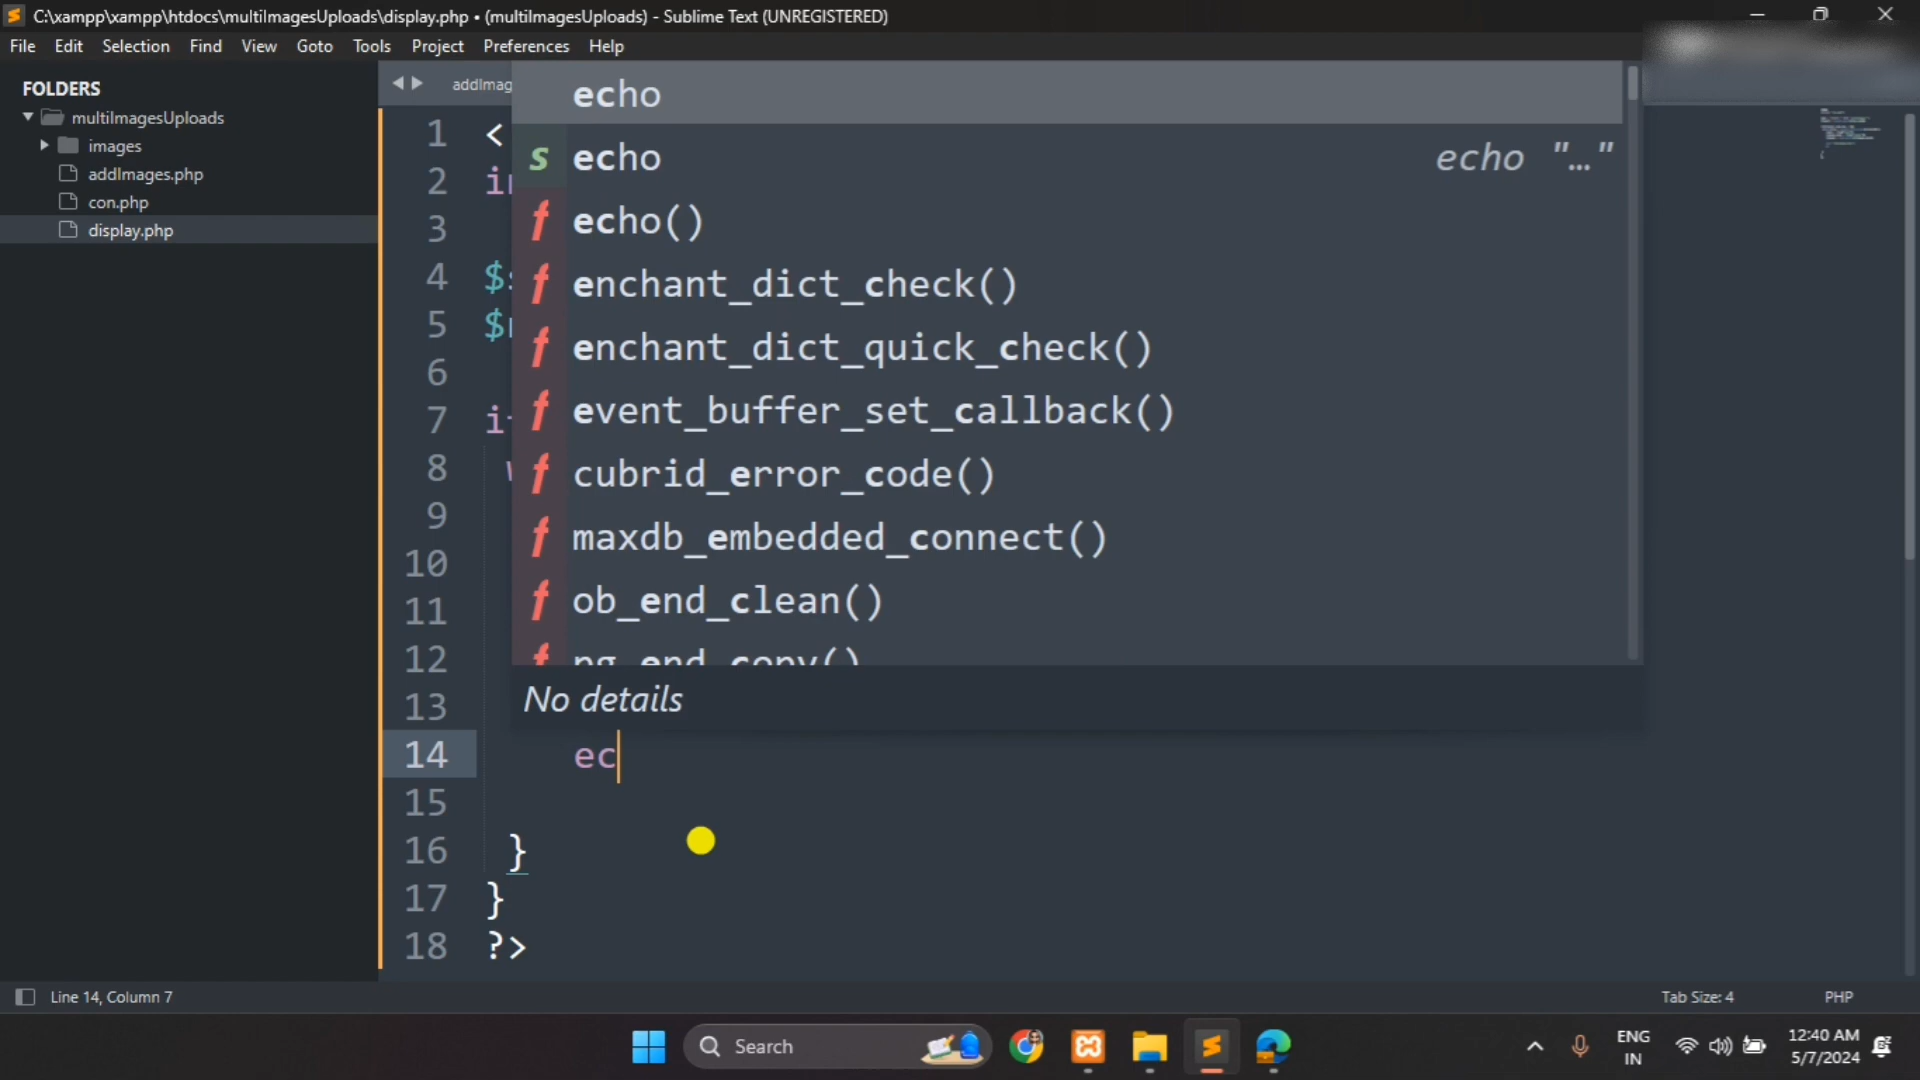 C:\xampp\xampp\htdocs\multiImagesUploads\display.php • (multiImagesUploads) - Sublime Text (UNREGISTERED)
File Edit Selection Find View Goto Tools Project Preferences Help
FOLDERS
multiImagesUploads
images
addImages.php
con.php
display.php
addImag
echo
s echo echo "…"
f echo()
f enchant_dict_check()
f enchant_dict_quick_check()
f event_buffer_set_callback()
f cubrid_error_code()
f maxdb_embedded_connect()
f ob_end_clean()
f pg_end_copy()
No details
1 <
2
3
4 $
5 $
6
7
8
9
10
11
12
13
14 ec
15
16 }
17 }
18 ?>
Line 14, Column 7 Tab Size: 4 PHP
Search
ENG
IN
12:40 AM
5/7/2024